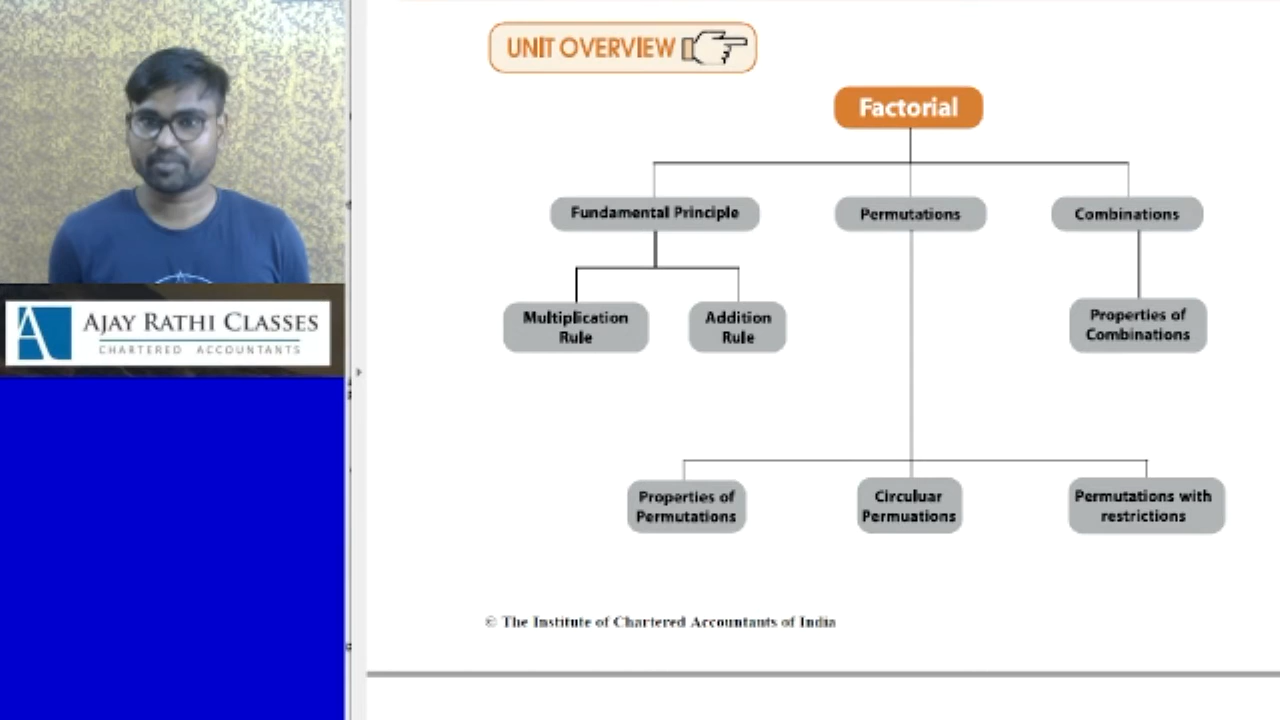 UNIT OVERVIEW
Factorial
Fundamental Principle
Permutations
Combinations
Multiplication
Rule
Addition
Rule
Properties of
Combinations
Properties of
Permutations
Circuluar
Permuations
Permutations with
restrictions
© The Institute of Chartered Accountants of India
AJAY RATHI CLASSES
CHARTERED ACCOUNTANTS